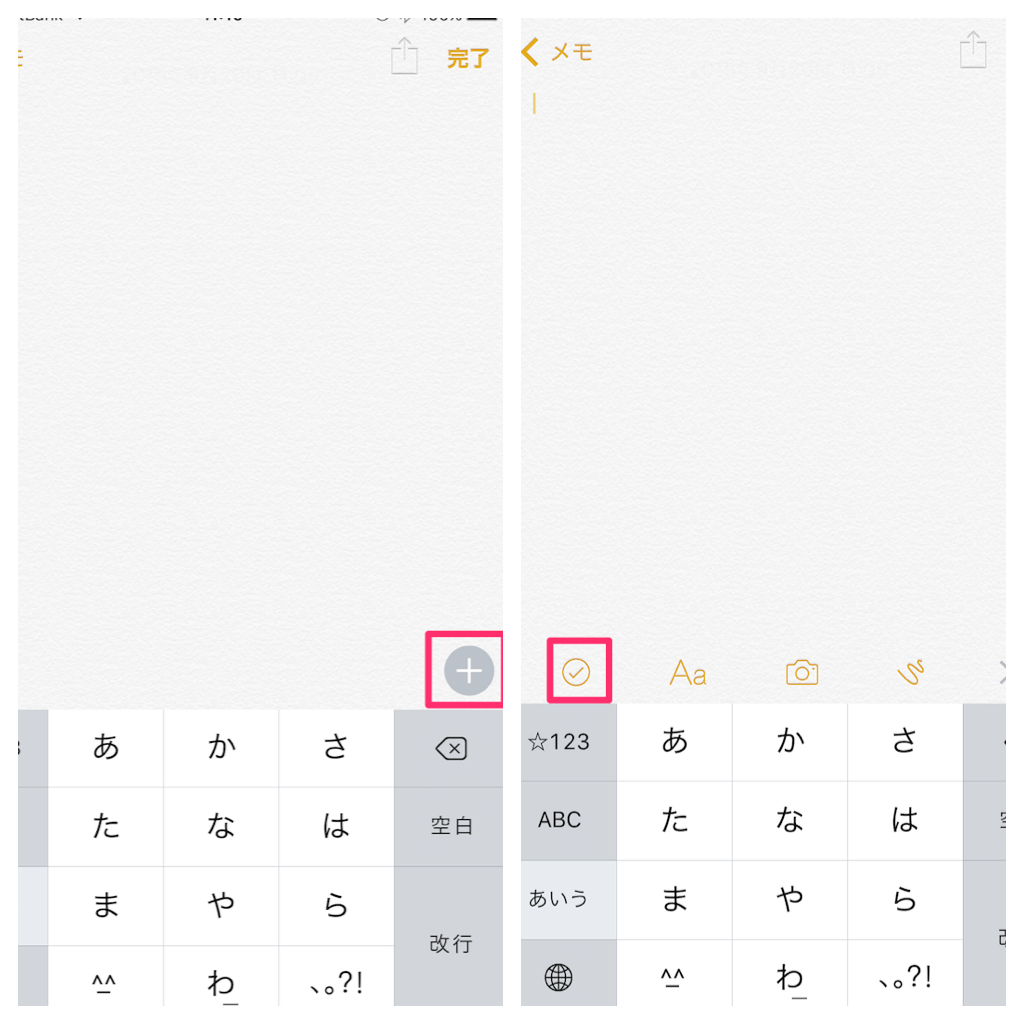 完了
あ か さ
た な は 空白
ま や ら
改行
^^ わ 、。?!
メモ
Aa
☆123 あ か さ
ABC た な は
あいう ま や ら
^^ わ 、。?!